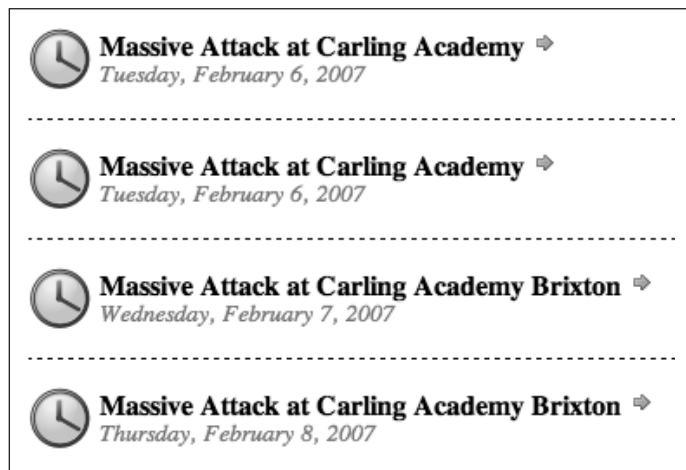 Massive Attack at Carling Academy
Tuesday, February 6, 2007
Massive Attack at Carling Academy
Tuesday, February 6, 2007
Massive Attack at Carling Academy Brixton
Wednesday, February 7, 2007
Massive Attack at Carling Academy Brixton
Thursday, February 8, 2007